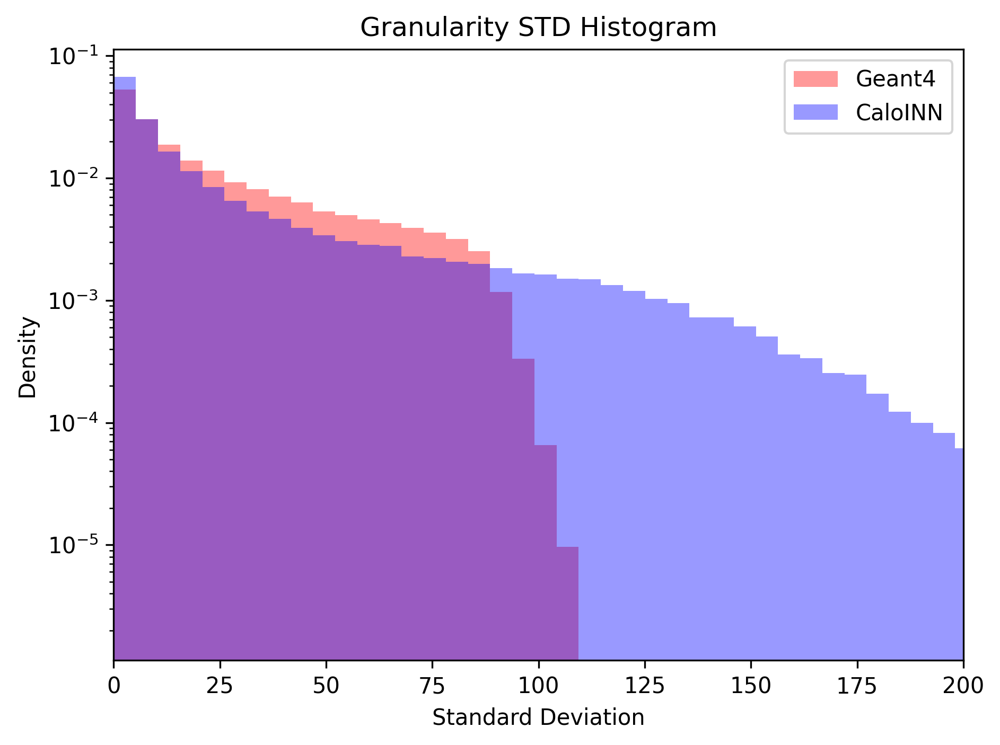 Granularity STD Histogram
Geant4
CaloINN
10⁻¹
10⁻²
10⁻³
10⁻⁴
10⁻⁵
Density
0 25 50 75 100 125 150 175 200
Standard Deviation